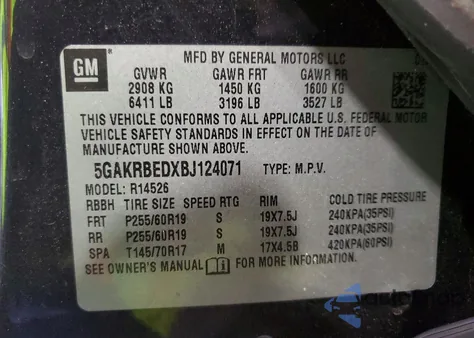 GM
MFD BY GENERAL MOTORS LLC
GVWR GAWR FRT GAWR RR
2908 KG 1450 KG 1600 KG
6411 LB 3196 LB 3527 LB
THIS VEHICLE CONFORMS TO ALL APPLICABLE U.S. FEDERAL MOTOR
VEHICLE SAFETY STANDARDS IN EFFECT ON THE DATE OF
MANUFACTURE SHOWN ABOVE.
5GAKRBEDXBJ124071 TYPE: M.P.V.
MODEL: R14526
RBBH TIRE SIZE SPEED RTG RIM COLD TIRE PRESSURE
FRT P255/60R19 S 19X7.5J 240KPA(35PSI)
RR P255/60R19 S 19X7.5J 240KPA(35PSI)
SPA T145/70R17 M 17X4.5B 420KPA(60PSI)
SEE OWNER'S MANUAL FOR MORE INFORMATION.